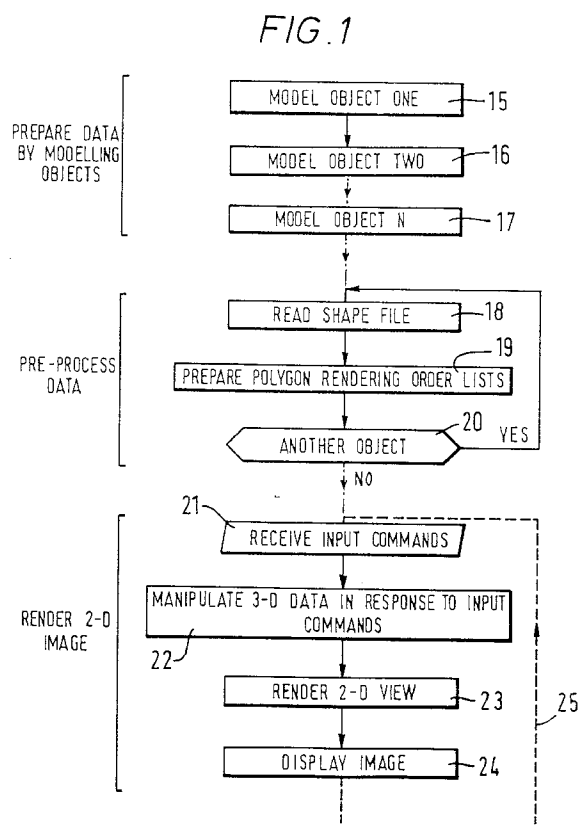 FIG.1
MODEL OBJECT ONE
15
PREPARE DATA
BY MODELLING
OBJECTS
MODEL OBJECT TWO
16
MODEL OBJECT N
17
READ SHAPE FILE
18
19
PRE-PROCESS
DATA
PREPARE POLYGON RENDERING ORDER LISTS
20
ANOTHER OBJECT
YES
NO
21
RECEIVE INPUT COMMANDS
RENDER 2-D
IMAGE
MANIPULATE 3-D DATA IN RESPONSE TO INPUT
COMMANDS
22
RENDER 2-D VIEW
23
25
DISPLAY IMAGE
24